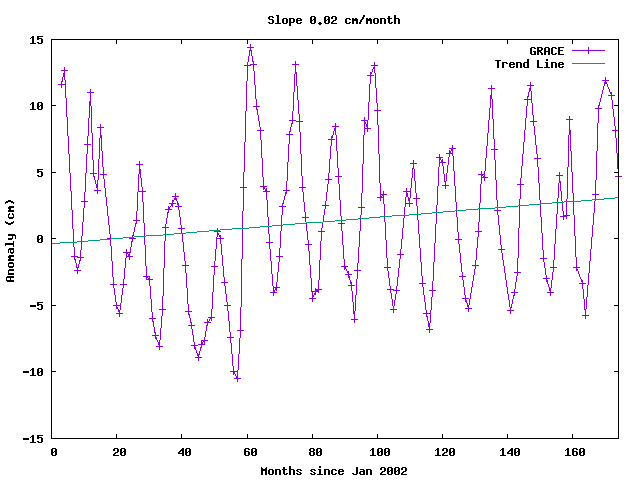 Slope 0.02 cm/month
GRACE
Trend Line
15
10
5
0
-5
-10
-15
Anomaly (cm)
0 20 40 60 80 100 120 140 160
Months since Jan 2002